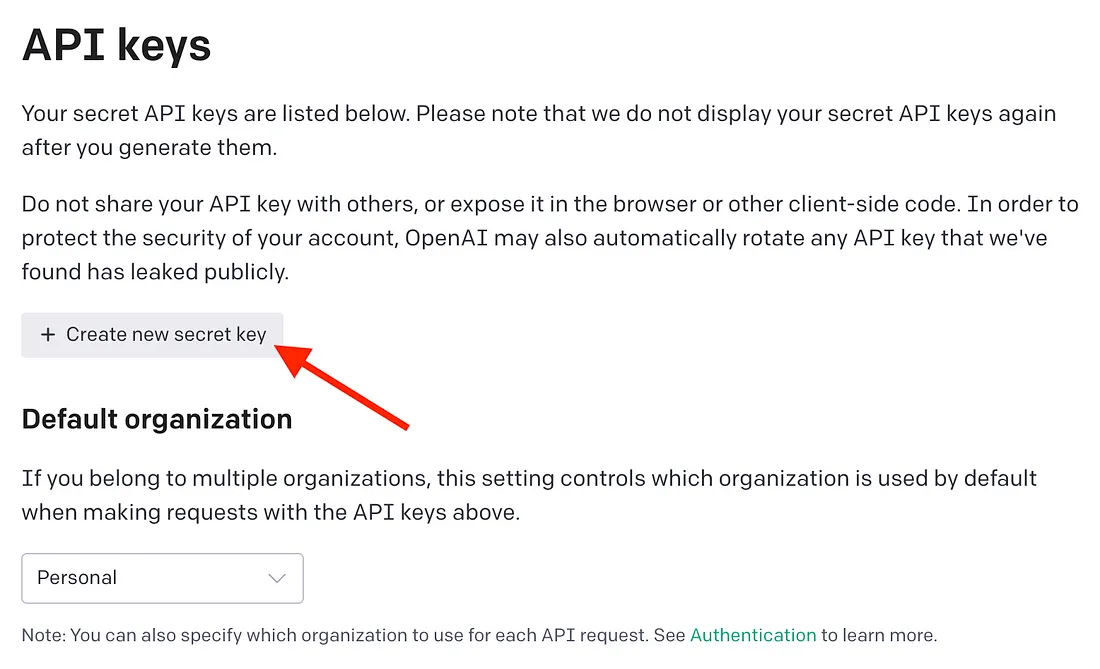 API keys
Your secret API keys are listed below. Please note that we do not display your secret API keys again
after you generate them.
Do not share your API key with others, or expose it in the browser or other client-side code. In order to
protect the security of your account, OpenAI may also automatically rotate any API key that we've
found has leaked publicly.
+ Create new secret key
Default organization
If you belong to multiple organizations, this setting controls which organization is used by default
when making requests with the API keys above.
Personal
Note: You can also specify which organization to use for each API request. See Authentication to learn more.